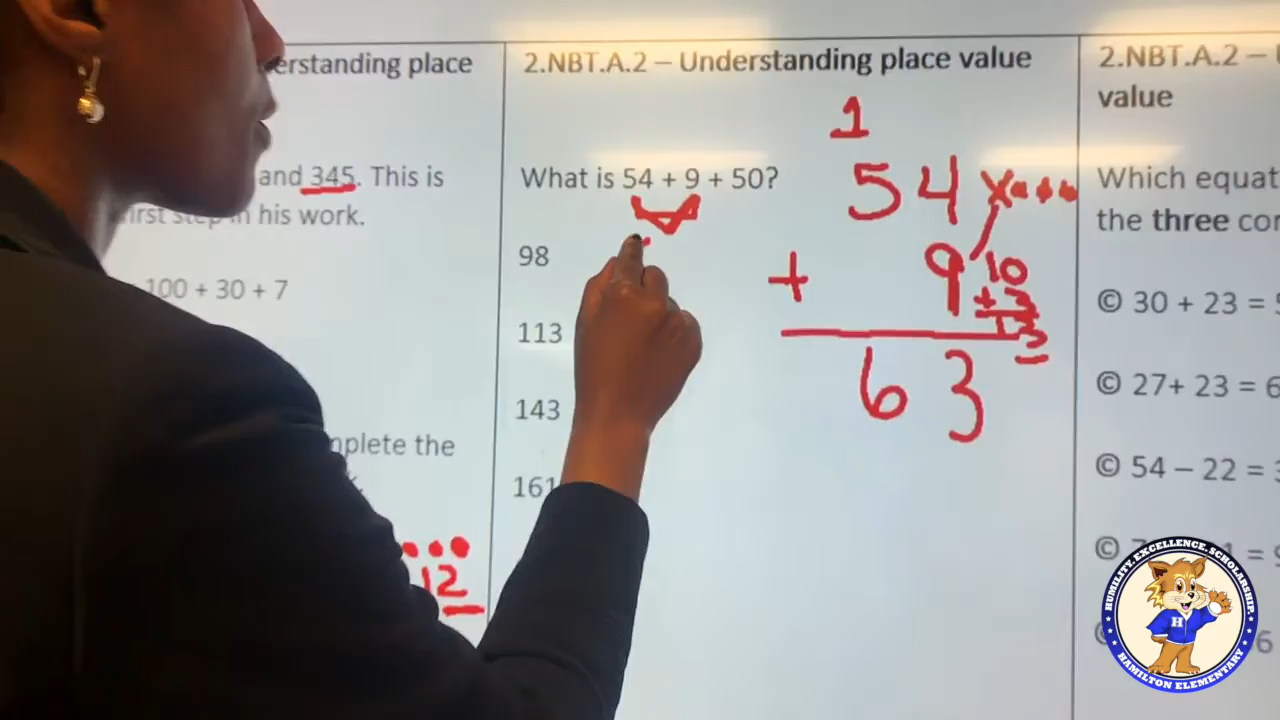 erstanding place
and 345. This is
first step in his work.
100 + 30 + 7
mplete the
12
2.NBT.A.2 – Understanding place value
What is 54 + 9 + 50?
98
113
143
161
1
54
+ 9
10
+ 3
13
63
2.NBT.A.2 –
value
Which equat
the three cor
© 30 + 23 =
© 27+ 23 = 6
© 54 – 22 = 3
HUMILITY. EXCELLENCE. SCHOLARSHIP.
H
HAMILTON ELEMENTARY